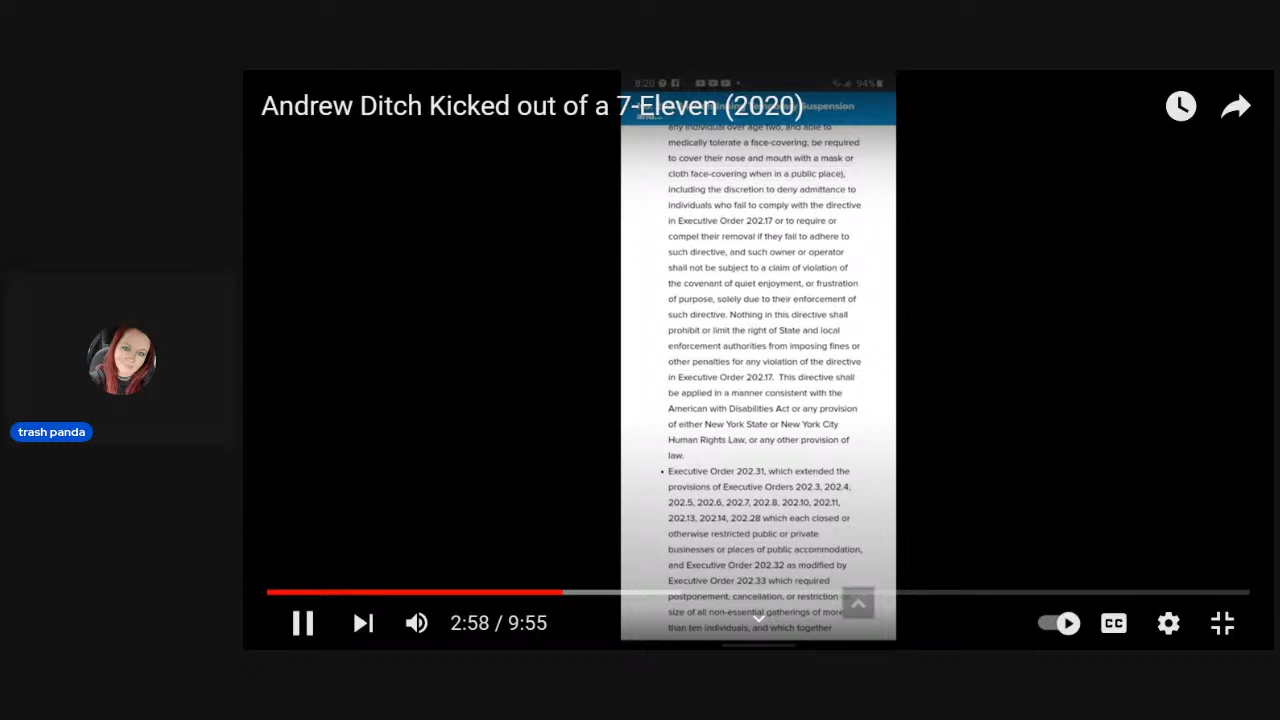 8:20
94%
Andrew Ditch Kicked out of a 7-Eleven (2020)
Suspension
and...
any individual over age two, and able to
medically tolerate a face-covering, be required
to cover their nose and mouth with a mask or
cloth face-covering when in a public place),
including the discretion to deny admittance to
individuals who fail to comply with the directive
in Executive Order 202.17 or to require or
compel their removal if they fail to adhere to
such directive, and such owner or operator
shall not be subject to a claim of violation of
the covenant of quiet enjoyment, or frustration
of purpose, solely due to their enforcement of
such directive. Nothing in this directive shall
prohibit or limit the right of State and local
enforcement authorities from imposing fines or
other penalties for any violation of the directive
in Executive Order 202.17. This directive shall
be applied in a manner consistent with the
American with Disabilities Act or any provision
of either New York State or New York City
Human Rights Law, or any other provision of
law.
• Executive Order 202.31, which extended the
provisions of Executive Orders 202.3, 202.4,
202.5, 202.6, 202.7, 202.8, 202.10, 202.11,
202.13, 202.14, 202.28 which each closed or
otherwise restricted public or private
businesses or places of public accommodation,
and Executive Order 202.32 as modified by
Executive Order 202.33 which required
postponement, cancellation, or restriction
size of all non-essential gatherings of more
than ten individuals, and which together
trash panda
2:58 / 9:55
CC